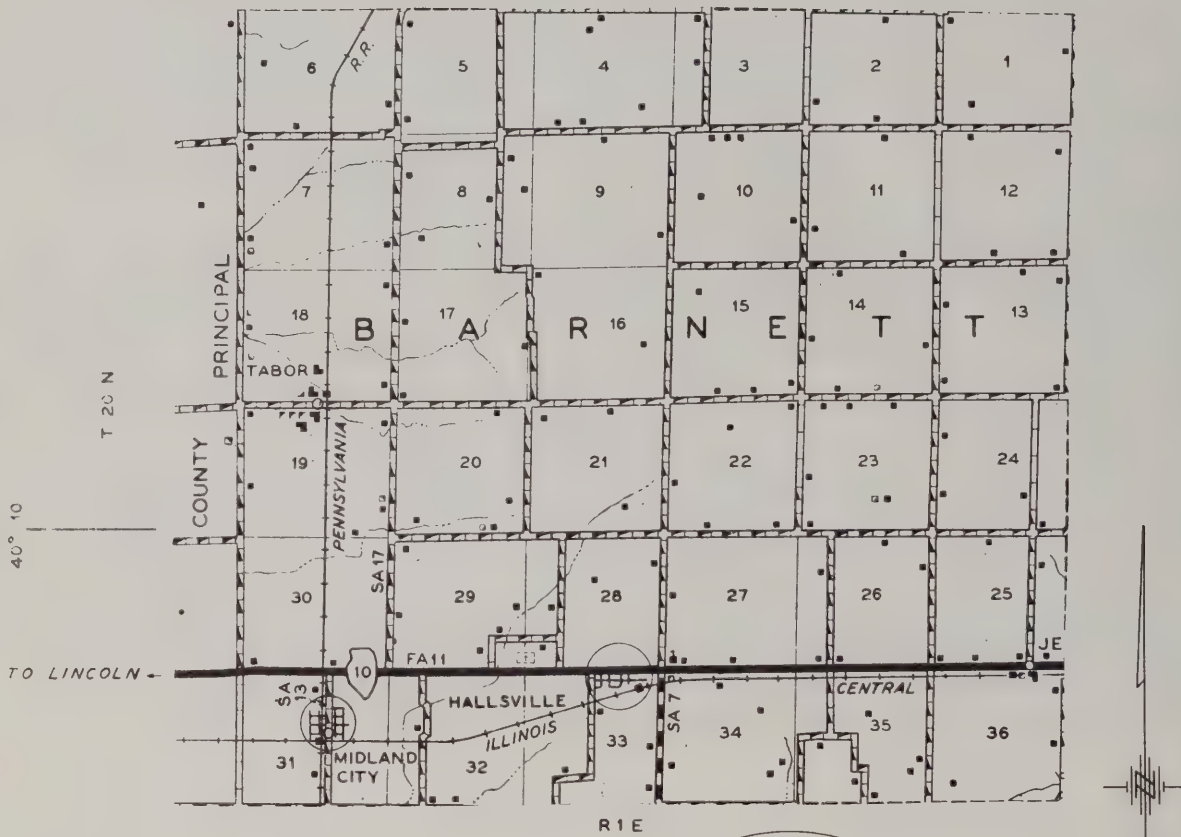 6 5 4 3 2 1
R.R.
7 8 9 10 11 12
PRINCIPAL
18 17 16 15 14 13
B A R N E T T
TABOR
T 20 N
COUNTY
PENNSYLVANIA
19 20 21 22 23 24
40° 10
SA 17
30 29 28 27 26 25
JE
TO LINCOLN
10
FA 11
SA 13
HALLSVILLE
SA 7
CENTRAL
ILLINOIS
MIDLAND
CITY
31 32 33 34 35 36
R 1 E